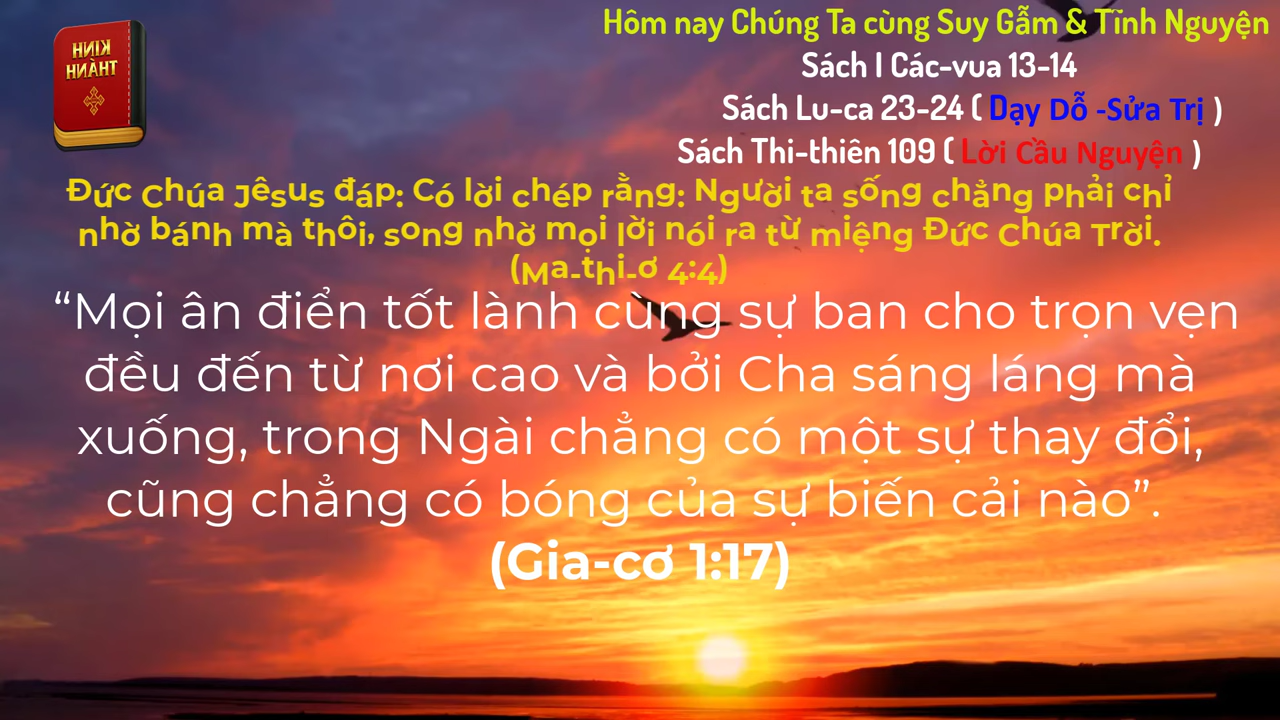 KINH
THÀNH
Hôm nay Chúng Ta cùng Suy Gẫm & Tĩnh Nguyện
Sách I Các-vua 13-14
Sách Lu-ca 23-24 ( Dạy Dỗ -Sửa Trị )
Sách Thi-thiên 109 ( Lời Cầu Nguyện )
Đức Chúa Jêsus đáp: Có lời chép rằng: Người ta sống chẳng phải chỉ
nhờ bánh mà thôi, song nhờ mọi lời nói ra từ miệng Đức Chúa Trời.
(Ma-thi-ơ 4:4)
“Mọi ân điển tốt lành cùng sự ban cho trọn vẹn
đều đến từ nơi cao và bởi Cha sáng láng mà
xuống, trong Ngài chẳng có một sự thay đổi,
cũng chẳng có bóng của sự biến cải nào”.
(Gia-cơ 1:17)